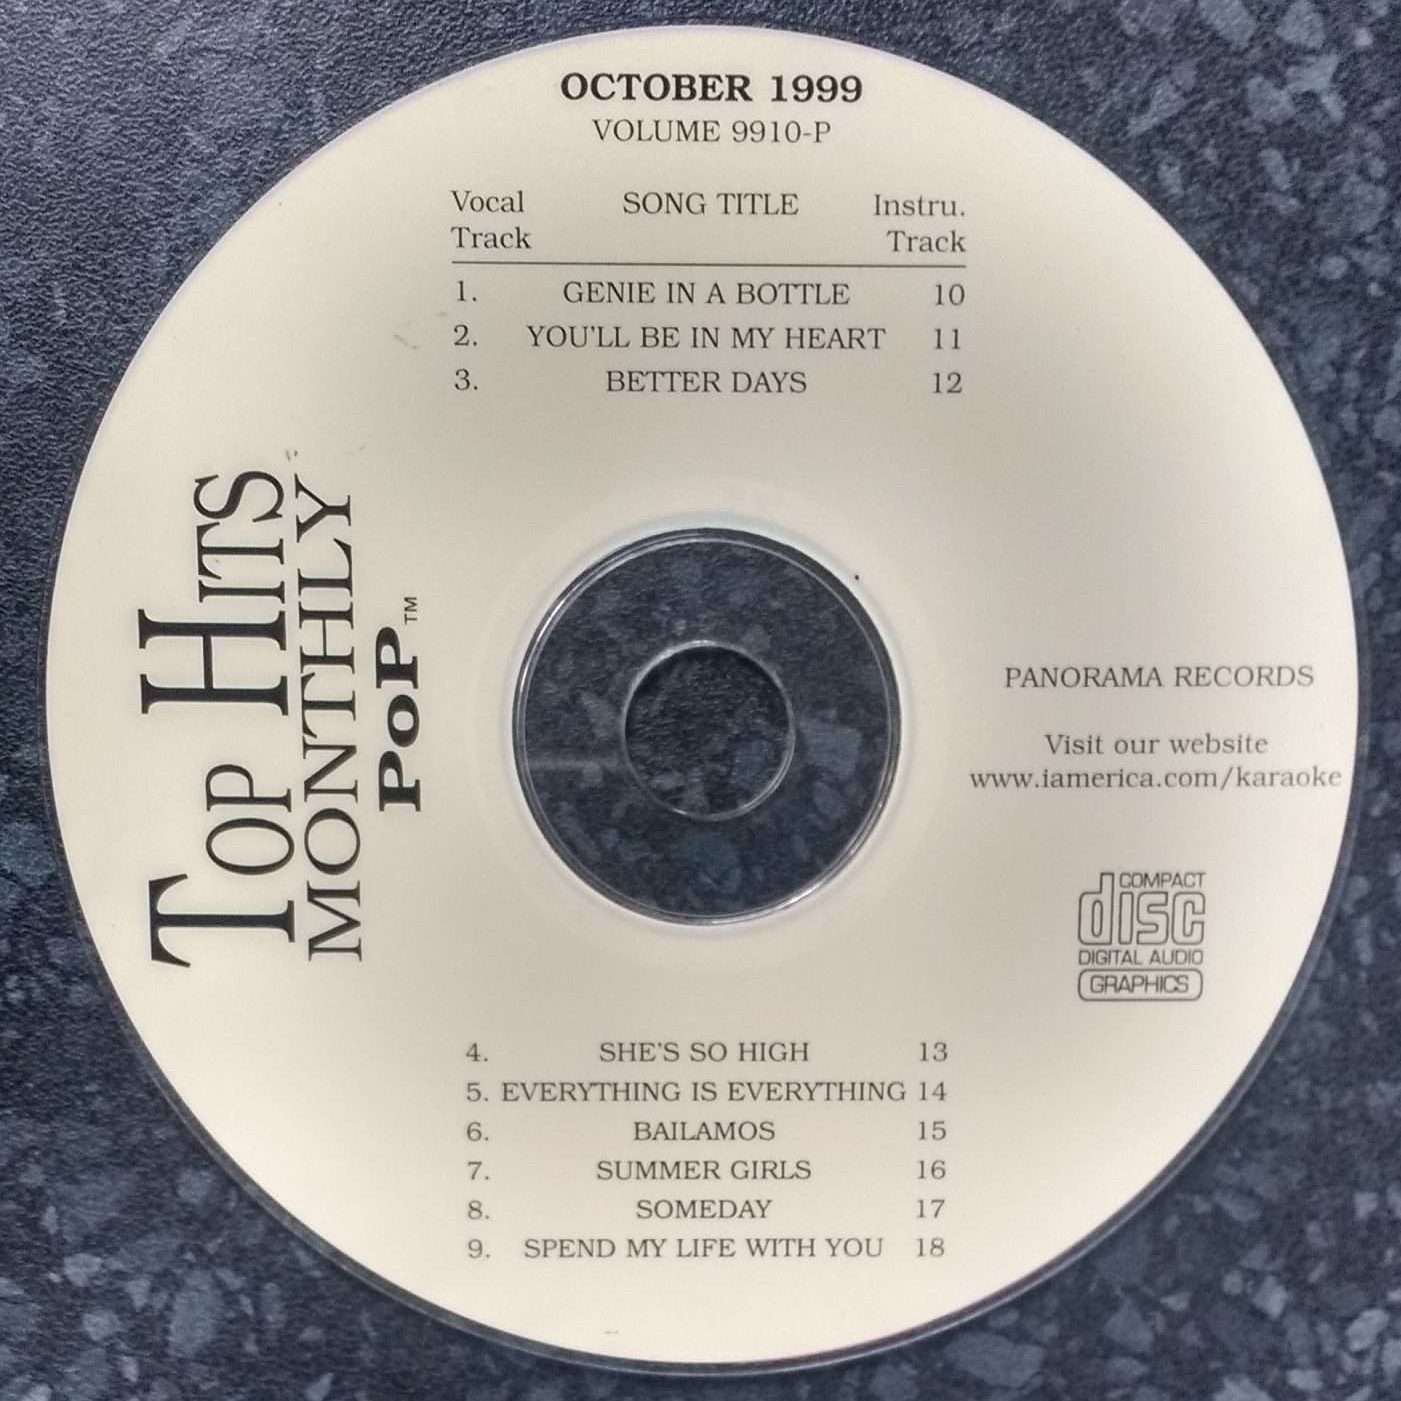 OCTOBER 1999
VOLUME 9910-P
Vocal Track SONG TITLE Instru. Track
1. GENIE IN A BOTTLE 10
2. YOU'LL BE IN MY HEART 11
3. BETTER DAYS 12
TOP HITS
MONTHLY
POP™
PANORAMA RECORDS
Visit our website
www.iamerica.com/karaoke
COMPACT
disc
DIGITAL AUDIO
GRAPHICS
4. SHE'S SO HIGH 13
5. EVERYTHING IS EVERYTHING 14
6. BAILAMOS 15
7. SUMMER GIRLS 16
8. SOMEDAY 17
9. SPEND MY LIFE WITH YOU 18